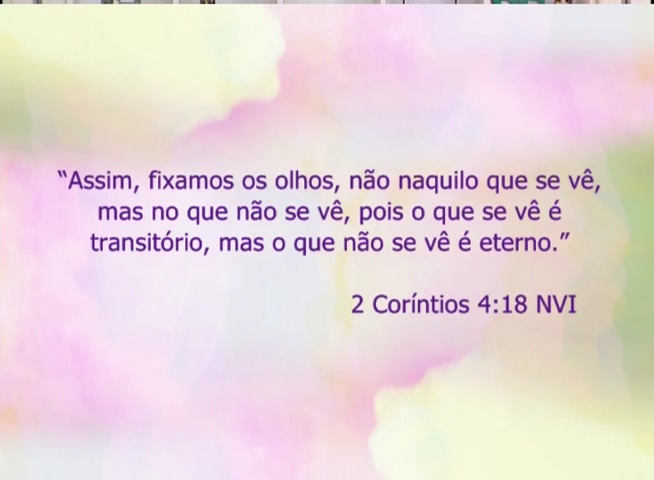 “Assim, fixamos os olhos, não naquilo que se vê,
mas no que não se vê, pois o que se vê é
transitório, mas o que não se vê é eterno.”
2 Coríntios 4:18 NVI